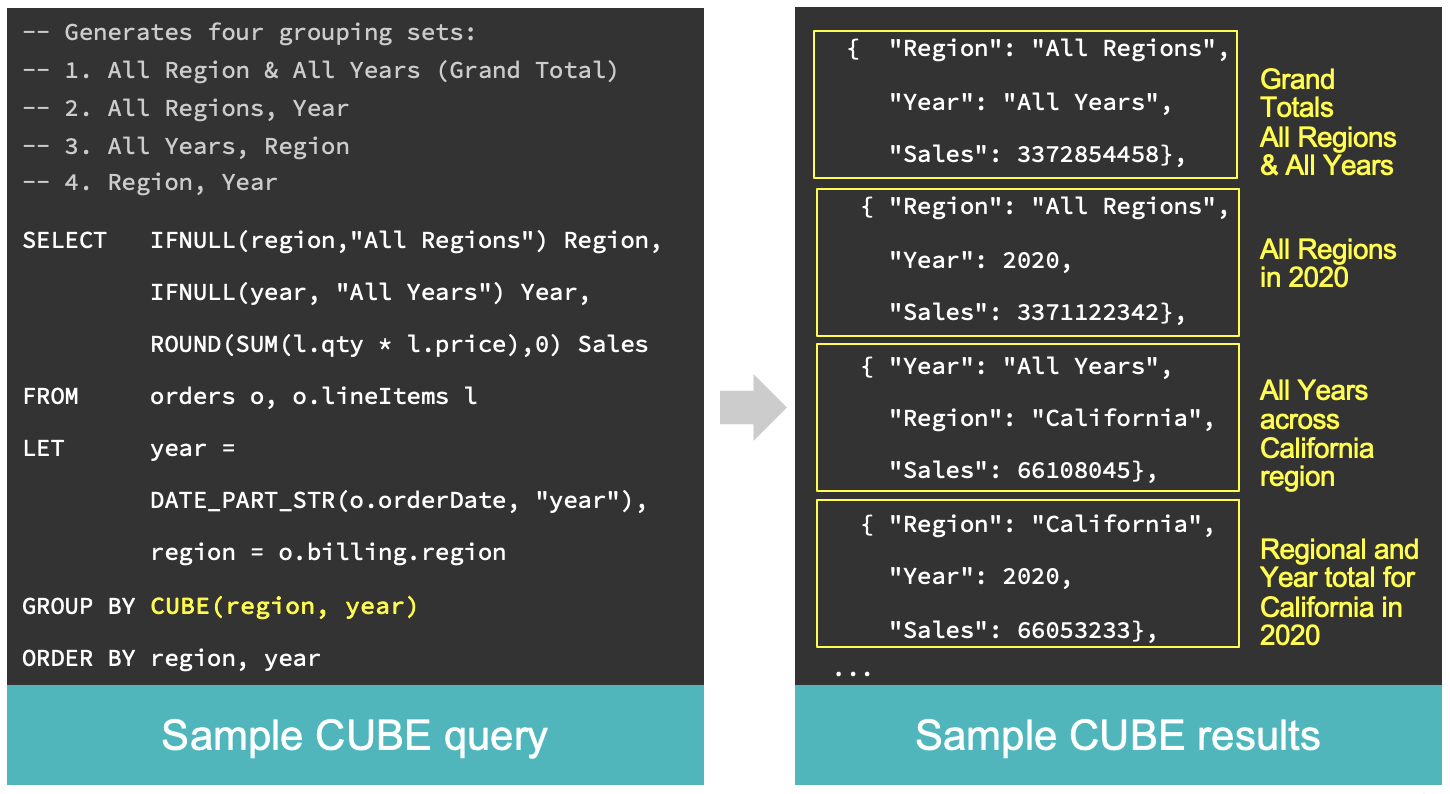 -- Generates four grouping sets:
-- 1. All Region & All Years (Grand Total)
-- 2. All Regions, Year
-- 3. All Years, Region
-- 4. Region, Year
SELECT IFNULL(region,"All Regions") Region,
IFNULL(year, "All Years") Year,
ROUND(SUM(l.qty * l.price),0) Sales
FROM orders o, o.lineItems l
LET year =
DATE_PART_STR(o.orderDate, "year"),
region = o.billing.region
GROUP BY CUBE(region, year)
ORDER BY region, year
Sample CUBE query
{ "Region": "All Regions",
"Year": "All Years",
"Sales": 3372854458},
Grand
Totals
All Regions
& All Years
{ "Region": "All Regions",
"Year": 2020,
"Sales": 3371122342},
All Regions
in 2020
{ "Year": "All Years",
"Region": "California",
"Sales": 66108045},
All Years
across
California
region
{ "Region": "California",
"Year": 2020,
"Sales": 66053233},
Regional and
Year total for
California in
2020
...
Sample CUBE results